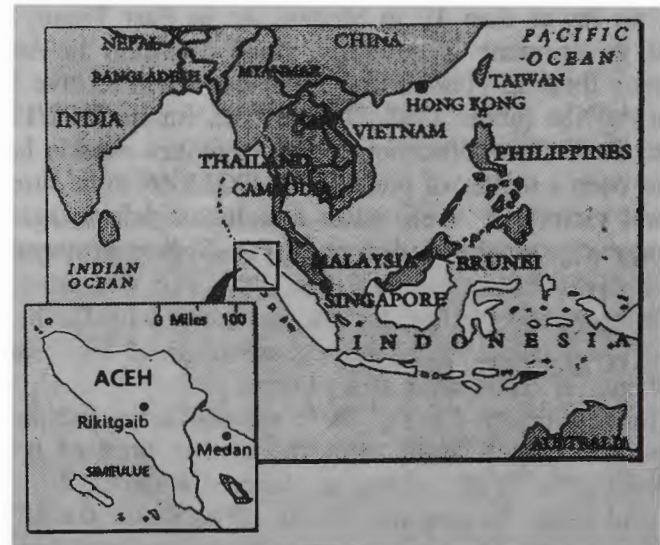 PACIFIC
OCEAN
CHINA
NEPAL
BANGLADESH
MYANMAR
TAIWAN
HONG KONG
INDIA
VIETNAM
THAILAND
PHILIPPINES
CAMBODIA
INDIAN
OCEAN
MALAYSIA
BRUNEI
SINGAPORE
INDONESIA
AUSTRALIA
0 Miles 100
ACEH
Rikitgaib
Medan
SIMEULUE